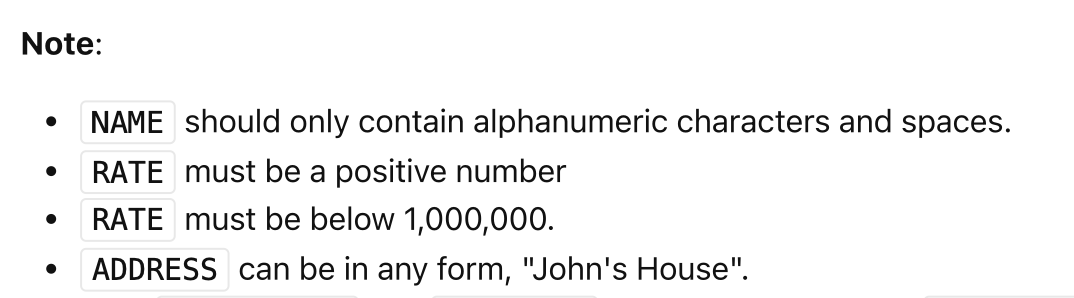 Note:
• NAME should only contain alphanumeric characters and spaces.
• RATE must be a positive number
• RATE must be below 1,000,000.
• ADDRESS can be in any form, "John's House".